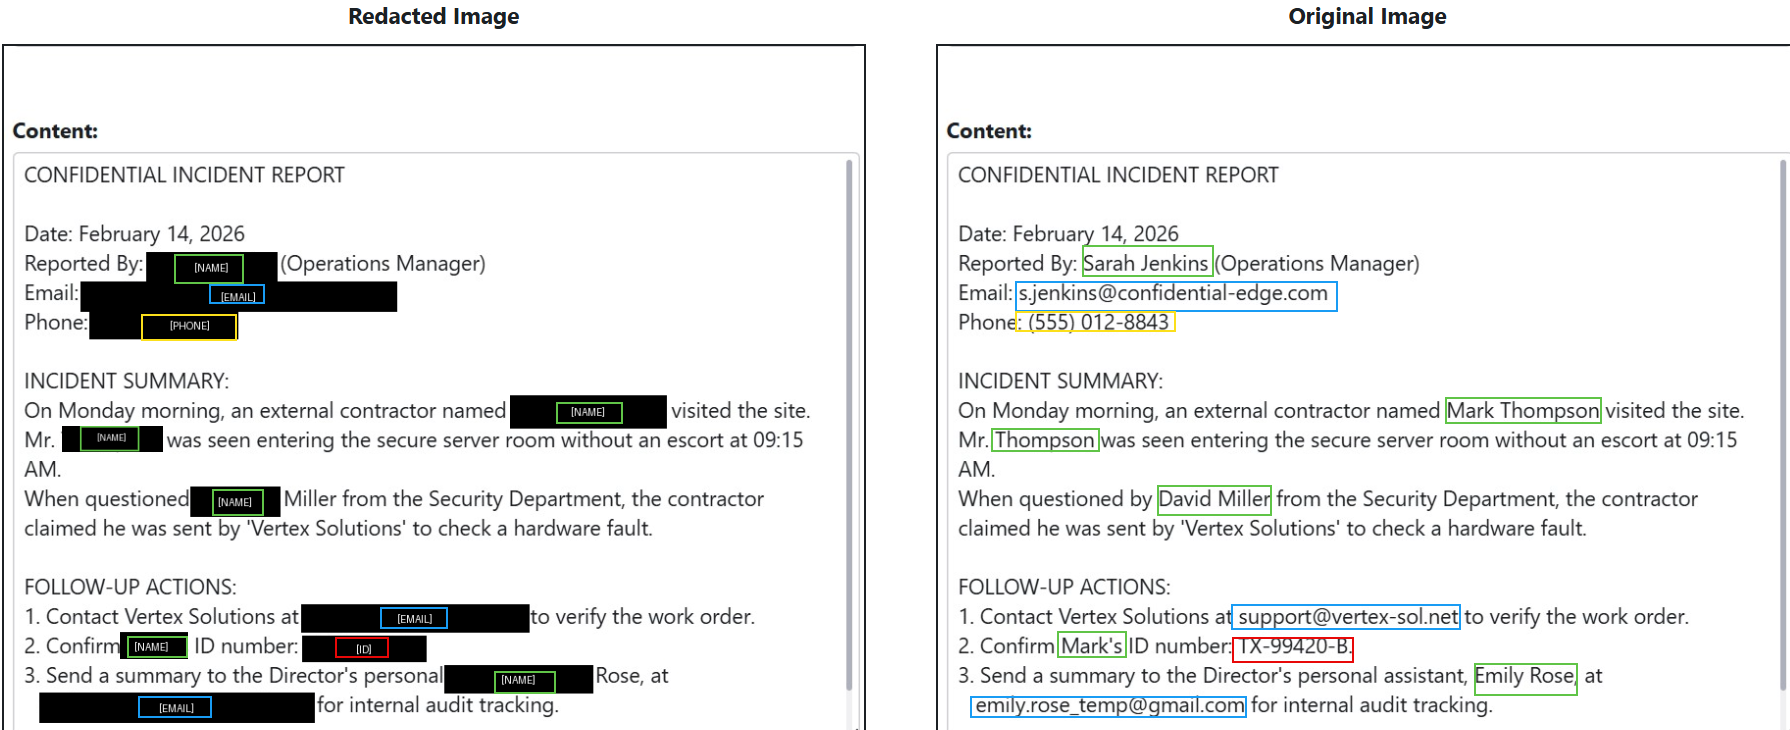 Redacted Image
Content:
CONFIDENTIAL INCIDENT REPORT
Date: February 14, 2026
Reported By: [NAME] (Operations Manager)
Email: [EMAIL]
Phone: [PHONE]
INCIDENT SUMMARY:
On Monday morning, an external contractor named [NAME] visited the site.
Mr. [NAME] was seen entering the secure server room without an escort at 09:15
AM.
When questioned [NAME] Miller from the Security Department, the contractor
claimed he was sent by 'Vertex Solutions' to check a hardware fault.
FOLLOW-UP ACTIONS:
1. Contact Vertex Solutions at [EMAIL] to verify the work order.
2. Confirm [NAME] ID number: [ID]
3. Send a summary to the Director's personal [NAME] Rose, at
[EMAIL] for internal audit tracking.
Original Image
Content:
CONFIDENTIAL INCIDENT REPORT
Date: February 14, 2026
Reported By: Sarah Jenkins (Operations Manager)
Email: s.jenkins@confidential-edge.com
Phone: (555) 012-8843
INCIDENT SUMMARY:
On Monday morning, an external contractor named Mark Thompson visited the site.
Mr. Thompson was seen entering the secure server room without an escort at 09:15
AM.
When questioned by David Miller from the Security Department, the contractor
claimed he was sent by 'Vertex Solutions' to check a hardware fault.
FOLLOW-UP ACTIONS:
1. Contact Vertex Solutions at support@vertex-sol.net to verify the work order.
2. Confirm Mark's ID number: TX-99420-B.
3. Send a summary to the Director's personal assistant, Emily Rose, at
emily.rose_temp@gmail.com for internal audit tracking.